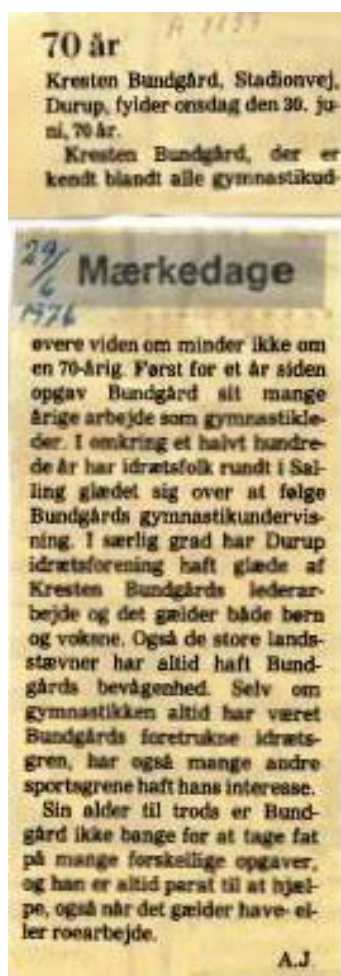 70 år
Kresten Bundgård, Stadionvej,
Durup, fylder onsdag den 30. ju-
ni, 70 år.
Kresten Bundgård, der er
kendt blandt alle gymnastikud-
29/6
1976
Mærkedage
øvere viden om minder ikke om
en 70-årig. Først for et år siden
opgav Bundgård sit mange
årige arbejde som gymnastikle-
der. I omkring et halvt hundre-
de år har idrætsfolk rundt i Sal-
ling glædet sig over at følge
Bundgårds gymnastikundervis-
ning. I særlig grad har Durup
idrætsforening haft glæde af
Kresten Bundgårds lederar-
bejde og det gælder både børn
og voksne. Også de store lands-
stævner har altid haft Bund-
gårds bevågenhed. Selv om
gymnastikken altid har været
Bundgårds foretrukne idræts-
gren, har også mange andre
sportsgrene haft hans interesse.
Sin alder til trods er Bund-
gård ikke bange for at tage fat
på mange forskellige opgaver,
og han er altid parat til at hjæl-
pe, også når det gælder have- el-
ler roearbejde.
A.J